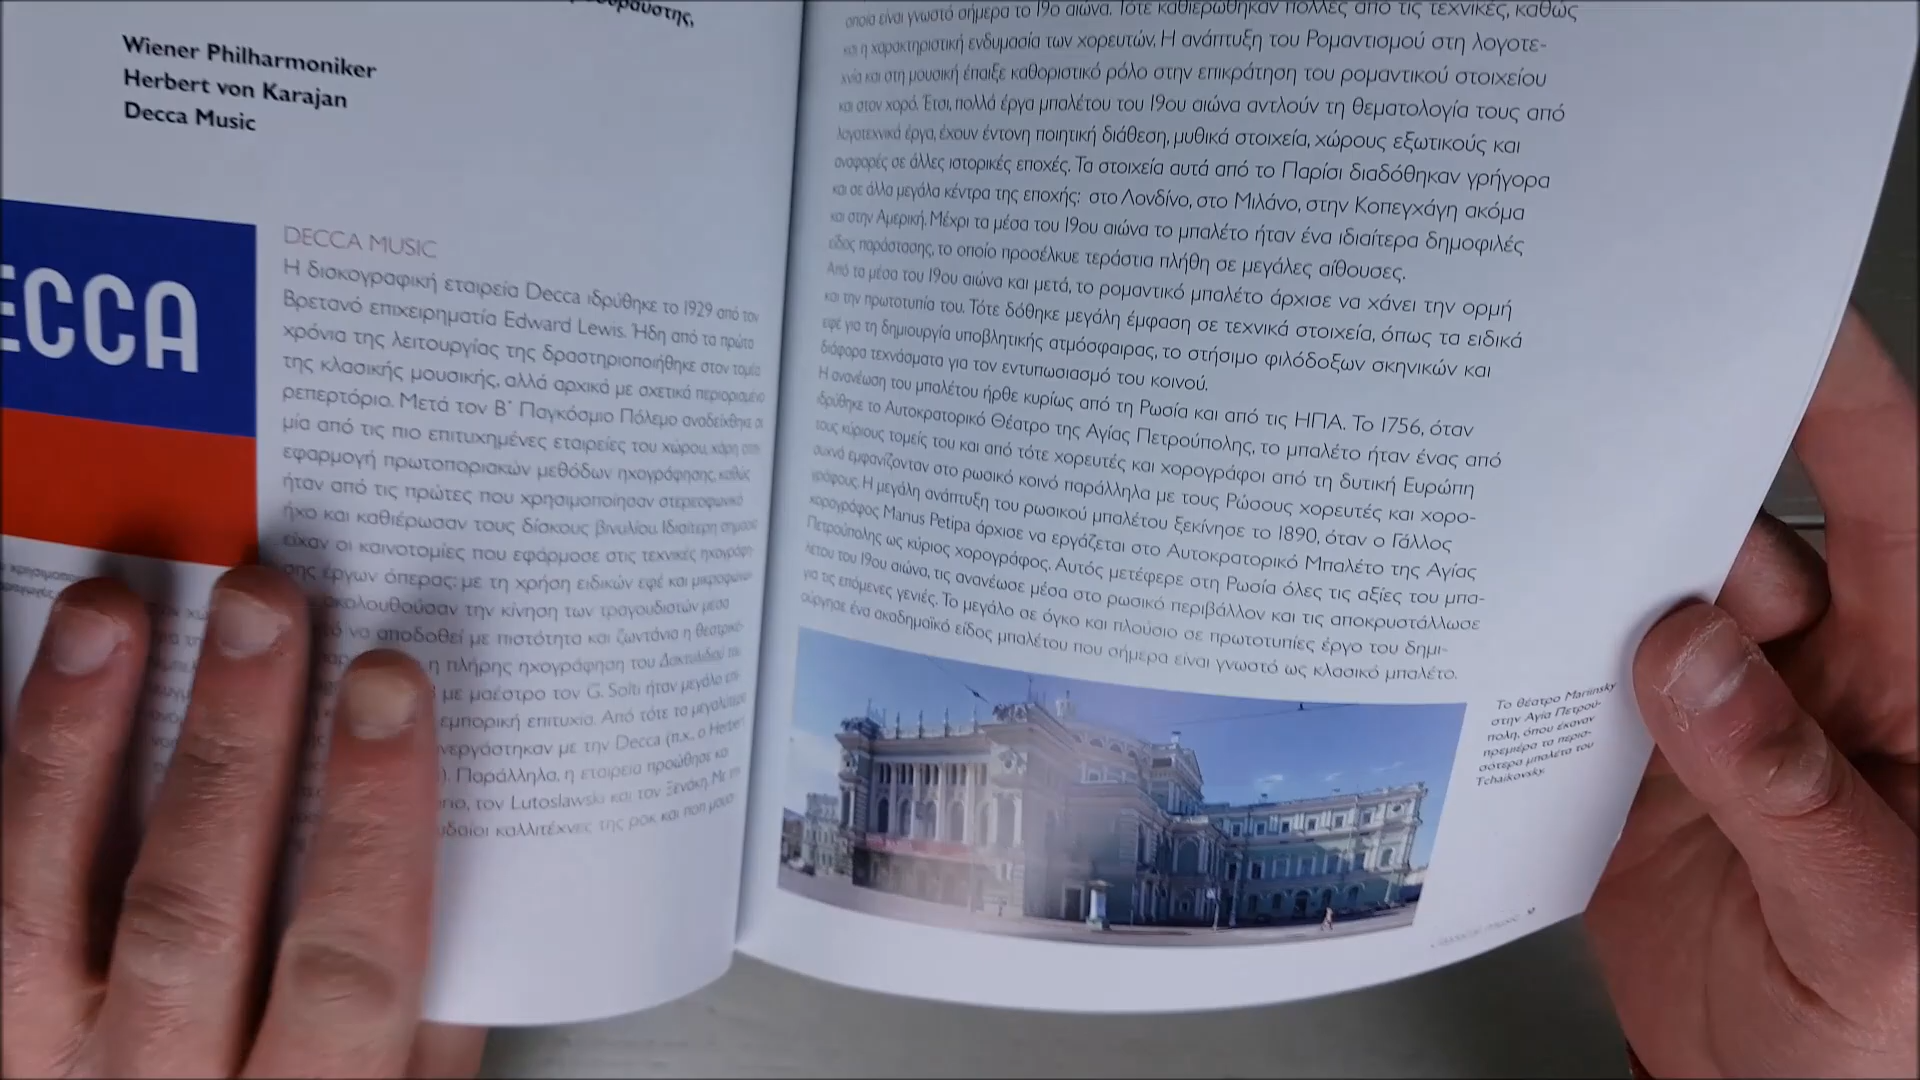 Wiener Philharmoniker
Herbert von Karajan
Decca Music
ECCA
DECCA MUSIC
Η δισκογραφική εταιρεία Decca ιδρύθηκε το 1929 από τον
Βρετανό επιχειρηματία Edward Lewis. Ήδη από τα πρώτα
χρόνια της λειτουργίας της δραστηριοποιήθηκε στον τομέα
της κλασικής μουσικής, αλλά αρχικά με σχετικά περιορισμένο
ρεπερτόριο. Μετά τον Β΄ Παγκόσμιο Πόλεμο αναδείχθηκε σε
μία από τις πιο επιτυχημένες εταιρείες του χώρου, χάρη στην
εφαρμογή πρωτοποριακών μεθόδων ηχογράφησης, καθώς
ήταν από τις πρώτες που χρησιμοποίησαν στερεοφωνικό
ήχο και καθιέρωσαν τους δίσκους βινυλίου. Ιδιαίτερη σημασία
είχαν οι καινοτομίες που εφάρμοσε στις τεχνικές ηχογράφη-
σης έργων όπερας: με τη χρήση ειδικών εφέ και μικροφώνων
ακολουθούσαν την κίνηση των τραγουδιστών μέσα
να αποδοθεί με πιστότητα και ζωντάνια η θεατρικό-
η πλήρης ηχογράφηση του Δακτυλιδιού του
με μαέστρο τον G. Solti ήταν μεγάλη
εμπορική επιτυχία. Από τότε τα μεγαλύτερα
νεργάστηκαν με την Decca (π.χ., ο Herbert
). Παράλληλα, η εταιρεία προώθησε
τον Lutoslawski και τον Ξενάκη. Με
καλλιτέχνες της ροκ και ποπ
οποία είναι γνωστό σήμερα το 19ο αιώνα. Τότε καθιερώθηκαν πολλές από τις τεχνικές, καθώς
και η χαρακτηριστική ενδυμασία των χορευτών. Η ανάπτυξη του Ρομαντισμού στη λογοτε-
χνία και στη μουσική έπαιξε καθοριστικό ρόλο στην επικράτηση του ρομαντικού στοιχείου
και στον χορό. Έτσι, πολλά έργα μπαλέτου του 19ου αιώνα αντλούν τη θεματολογία τους από
λογοτεχνικά έργα, έχουν έντονη ποιητική διάθεση, μυθικά στοιχεία, χώρους εξωτικούς και
αναφορές σε άλλες ιστορικές εποχές. Τα στοιχεία αυτά από το Παρίσι διαδόθηκαν γρήγορα
και σε άλλα μεγάλα κέντρα της εποχής: στο Λονδίνο, στο Μιλάνο, στην Κοπεγχάγη ακόμα
και στην Αμερική. Μέχρι τα μέσα του 19ου αιώνα το μπαλέτο ήταν ένα ιδιαίτερα δημοφιλές
είδος παράστασης, το οποίο προσέλκυε τεράστια πλήθη σε μεγάλες αίθουσες.
Από τα μέσα του 19ου αιώνα και μετά, το ρομαντικό μπαλέτο άρχισε να χάνει την ορμή
και την πρωτοτυπία του. Τότε δόθηκε μεγάλη έμφαση σε τεχνικά στοιχεία, όπως τα ειδικά
εφέ για τη δημιουργία υποβλητικής ατμόσφαιρας, το στήσιμο φιλόδοξων σκηνικών και
διάφορα τεχνάσματα για τον εντυπωσιασμό του κοινού.
Η ανανέωση του μπαλέτου ήρθε κυρίως από τη Ρωσία και από τις ΗΠΑ. Το 1756, όταν
ιδρύθηκε το Αυτοκρατορικό Θέατρο της Αγίας Πετρούπολης, το μπαλέτο ήταν ένας από
τους κύριους τομείς του και από τότε χορευτές και χορογράφοι από τη δυτική Ευρώπη
συχνά εμφανίζονταν στο ρωσικό κοινό παράλληλα με τους Ρώσους χορευτές και χορο-
γράφους. Η μεγάλη ανάπτυξη του ρωσικού μπαλέτου ξεκίνησε το 1890, όταν ο Γάλλος
χορογράφος Marius Petipa άρχισε να εργάζεται στο Αυτοκρατορικό Μπαλέτο της Αγίας
Πετρούπολης ως κύριος χορογράφος. Αυτός μετέφερε στη Ρωσία όλες τις αξίες του μπα-
λέτου του 19ου αιώνα, τις ανανέωσε μέσα στο ρωσικό περιβάλλον και τις αποκρυστάλλωσε
για τις επόμενες γενιές. Το μεγάλο σε όγκο και πλούσιο σε πρωτοτυπίες έργο του δημι-
ούργησε ένα ακαδημαϊκό είδος μπαλέτου που σήμερα είναι γνωστό ως κλασικό μπαλέτο.
Το θέατρο Mariinsky
στην Αγία Πετρού-
πολη, όπου έκαναν
πρεμιέρα τα περισ-
σότερα μπαλέτα του
Tchaikovsky.